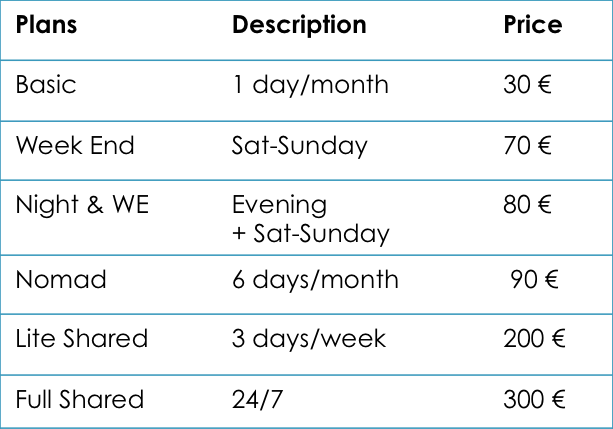 Plans Description Price
Basic 1 day/month 30 €
Week End Sat-Sunday 70 €
Night & WE Evening 80 €
+ Sat-Sunday
Nomad 6 days/month 90 €
Lite Shared 3 days/week 200 €
Full Shared 24/7 300 €